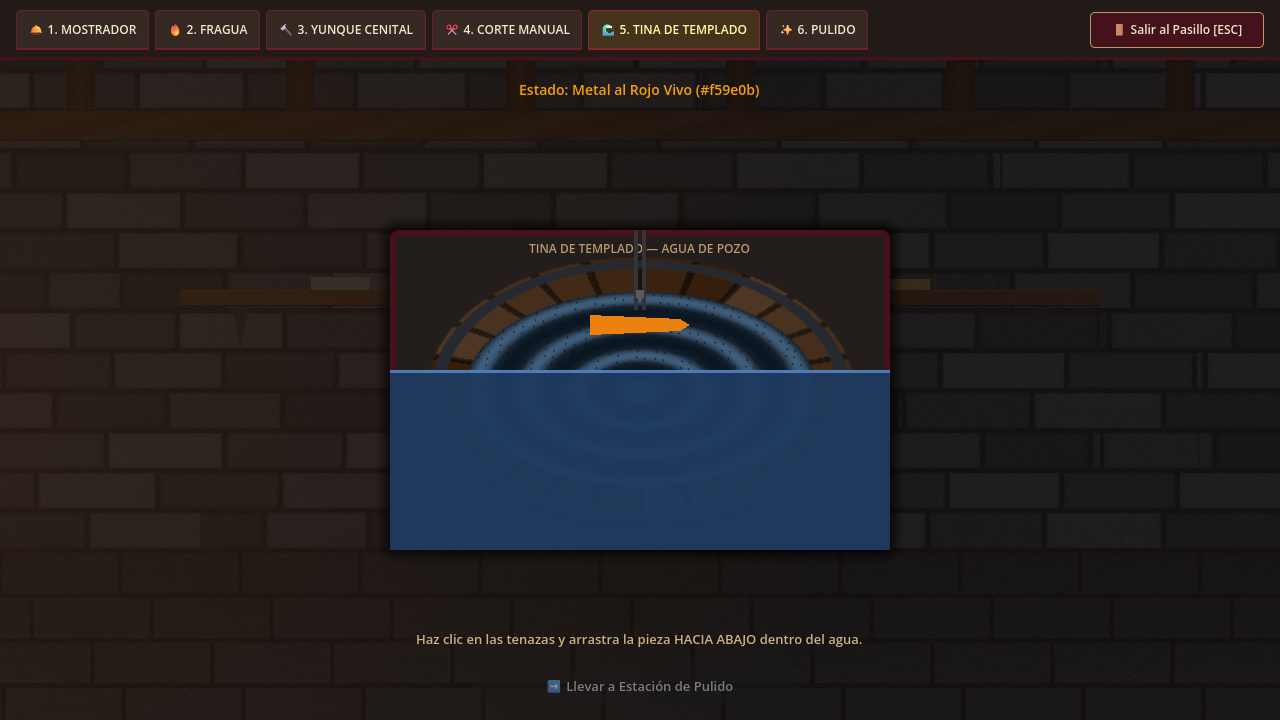 🛎️ 1. MOSTRADOR
🔥 2. FRAGUA
🔨 3. YUNQUE CENITAL
✂️ 4. CORTE MANUAL
🌊 5. TINA DE TEMPLADO
✨ 6. PULIDO
🚪 Salir al Pasillo [ESC]
Estado: Metal al Rojo Vivo (#f59e0b)
TINA DE TEMPLADO — AGUA DE POZO
Haz clic en las tenazas y arrastra la pieza HACIA ABAJO dentro del agua.
➡️ Llevar a Estación de Pulido